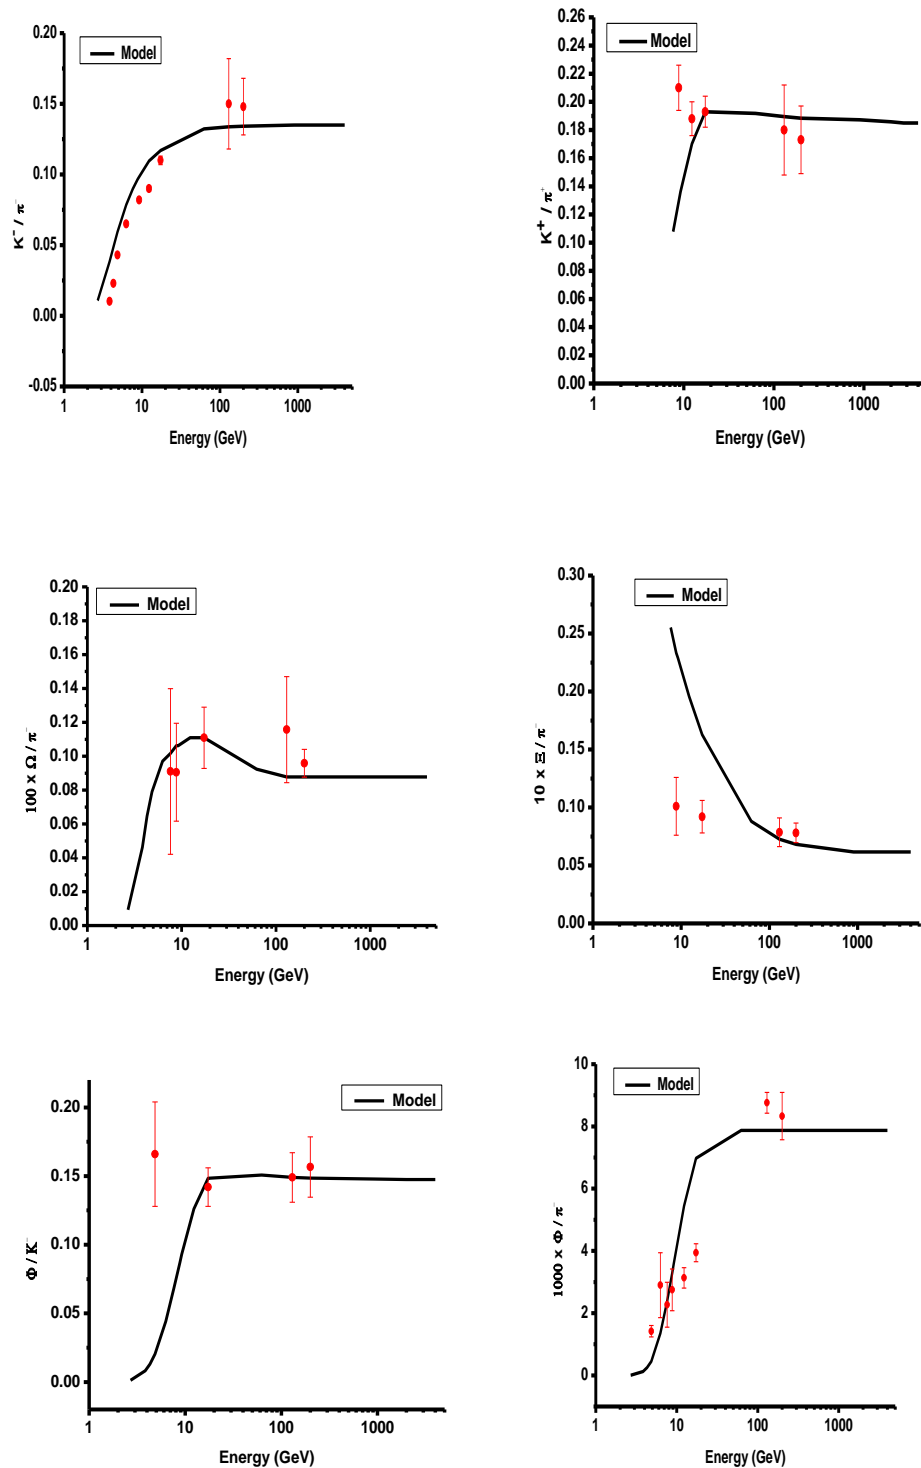 Model
0.20
0.15
0.10
0.05
0.00
-0.05
K⁻ / π⁻
1 10 100 1000
Energy (GeV)
Model
0.26
0.24
0.22
0.20
0.18
0.16
0.14
0.12
0.10
0.08
0.06
0.04
0.02
0.00
K⁺ / π⁺
1 10 100 1000
Energy (GeV)
Model
0.20
0.18
0.16
0.14
0.12
0.10
0.08
0.06
0.04
0.02
0.00
100 x Ω / π⁻
1 10 100 1000
Energy (GeV)
Model
0.30
0.25
0.20
0.15
0.10
0.05
0.00
10 x Ξ / π⁻
1 10 100 1000
Energy (GeV)
Model
0.20
0.15
0.10
0.05
0.00
Φ / K⁻
1 10 100 1000
Energy (GeV)
Model
10
8
6
4
2
0
1000 x Φ / π⁻
1 10 100 1000
Energy (GeV)